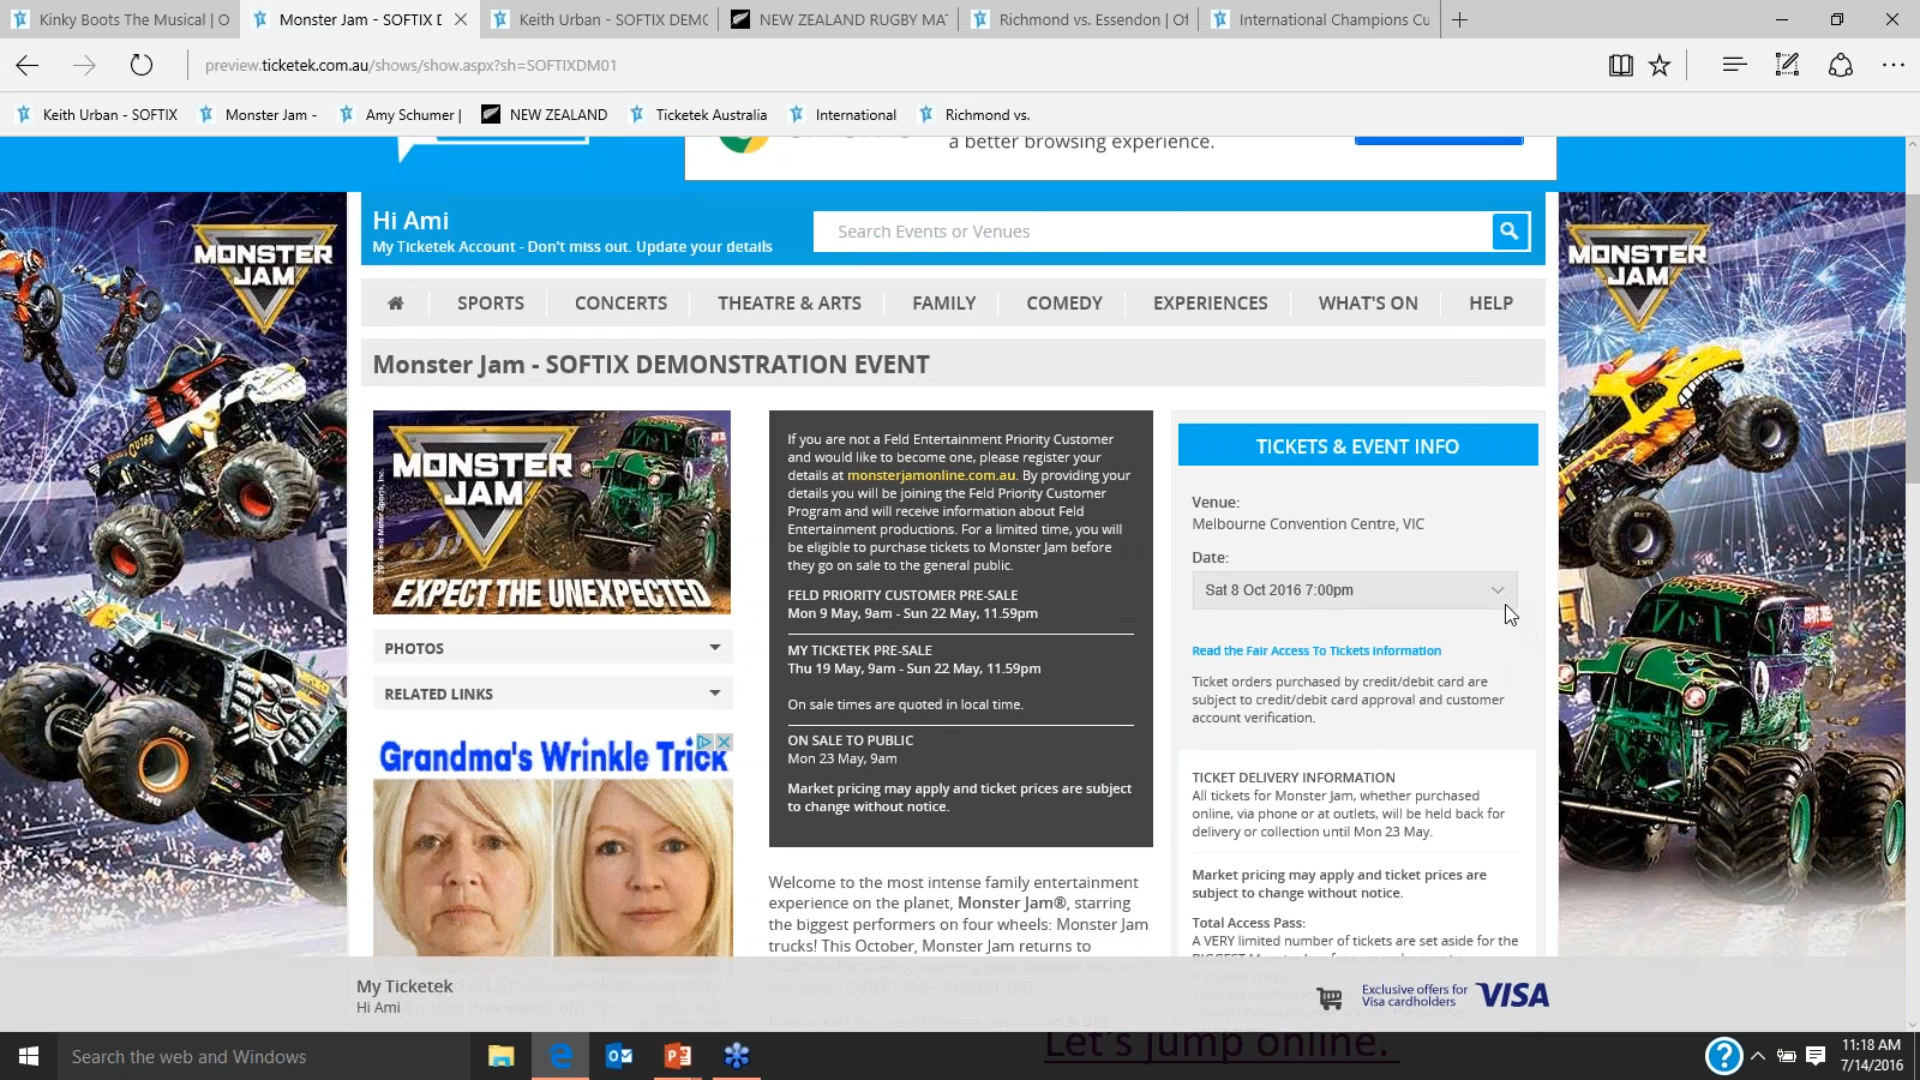 Kinky Boots The Musical | O
Monster Jam - SOFTIX D
Keith Urban - SOFTIX DEMO
NEW ZEALAND RUGBY MAT
Richmond vs. Essendon | Of
International Champions Cu
preview.ticketek.com.au/shows/show.aspx?sh=SOFTIXDM01
Keith Urban - SOFTIX
Monster Jam -
Amy Schumer |
NEW ZEALAND
Ticketek Australia
International
Richmond vs.
a better browsing experience.
Hi Ami
My Ticketek Account - Don't miss out. Update your details
Search Events or Venues
SPORTS
CONCERTS
THEATRE & ARTS
FAMILY
COMEDY
EXPERIENCES
WHAT'S ON
HELP
MONSTER
JAM
MONSTER
JAM
Monster Jam - SOFTIX DEMONSTRATION EVENT
MONSTER
JAM
EXPECT THE UNEXPECTED
PHOTOS
RELATED LINKS
Grandma's Wrinkle Trick
If you are not a Feld Entertainment Priority Customer
and would like to become one, please register your
details at monsterjamonline.com.au. By providing your
details you will be joining the Feld Priority Customer
Program and will receive information about Feld
Entertainment productions. For a limited time, you will
be eligible to purchase tickets to Monster Jam before
they go on sale to the general public.
FELD PRIORITY CUSTOMER PRE-SALE
Mon 9 May, 9am - Sun 22 May, 11.59pm
MY TICKETEK PRE-SALE
Thu 19 May, 9am - Sun 22 May, 11.59pm
On sale times are quoted in local time.
ON SALE TO PUBLIC
Mon 23 May, 9am
Market pricing may apply and ticket prices are subject
to change without notice.
Welcome to the most intense family entertainment
experience on the planet, Monster Jam®, starring
the biggest performers on four wheels: Monster Jam
trucks! This October, Monster Jam returns to
TICKETS & EVENT INFO
Venue:
Melbourne Convention Centre, VIC
Date:
Sat 8 Oct 2016 7:00pm
Read the Fair Access To Tickets Information
Ticket orders purchased by credit/debit card are
subject to credit/debit card approval and customer
account verification.
TICKET DELIVERY INFORMATION
All tickets for Monster Jam, whether purchased
online, via phone or at outlets, will be held back for
delivery or collection until Mon 23 May.
Market pricing may apply and ticket prices are
subject to change without notice.
Total Access Pass:
A VERY limited number of tickets are set aside for the
My Ticketek
Hi Ami
Exclusive offers for
Visa cardholders
VISA
Let's jump online.
Search the web and Windows
11:18 AM
7/14/2016